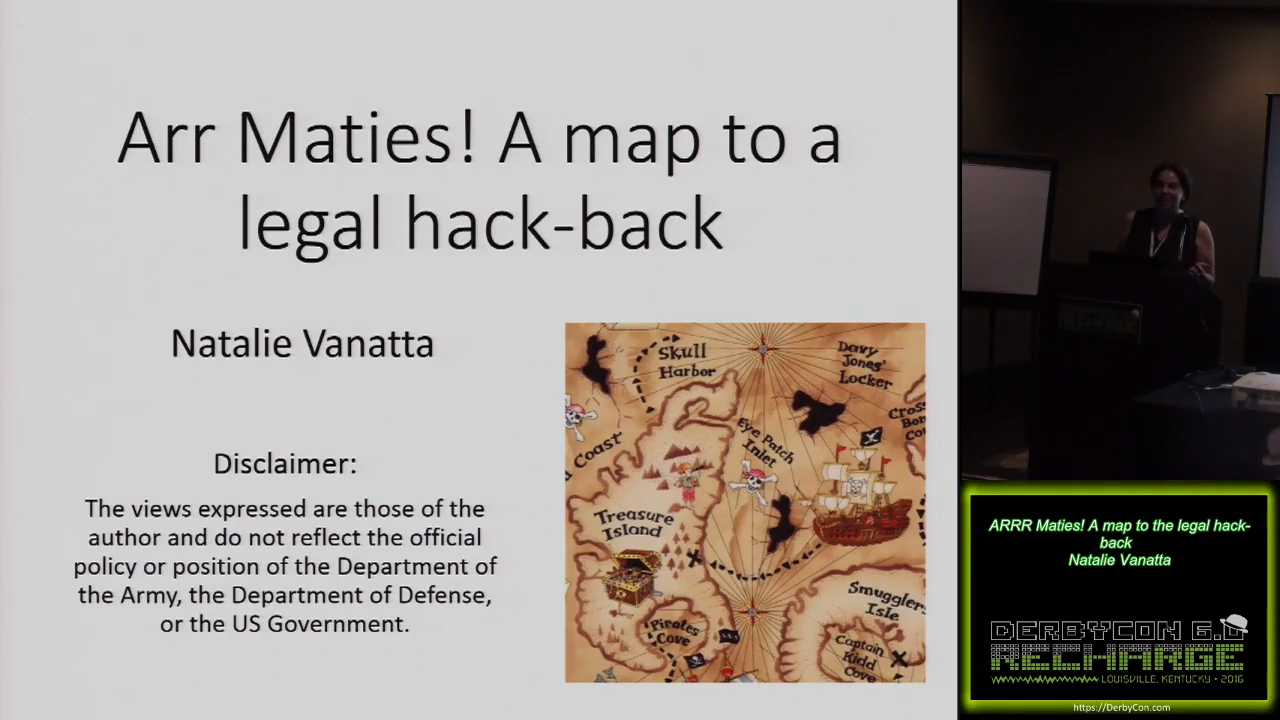 Arr Maties! A map to a
legal hack-back
Natalie Vanatta
Disclaimer:
The views expressed are those of the
author and do not reflect the official
policy or position of the Department of
the Army, the Department of Defense,
or the US Government.
Skull
Harbor
Davy
Jones'
Locker
Cross
Bon
Co
Coast
Eye Patch
Inlet
Treasure
Island
Smugglers
Isle
Pirates
Cove
Captain
Kidd
Cove
ARRR Maties! A map to the legal hack-
back
Natalie Vanatta
DERBYCON 6.0
RECHARGE
LOUISVILLE, KENTUCKY • 2016
https://DerbyCon.com